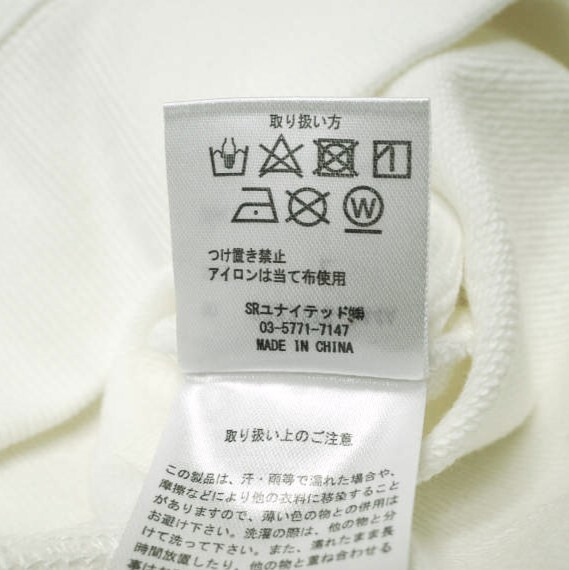 取り扱い方
W
つけ置き禁止
アイロンは当て布使用
SRユナイテッド㈱
03-5771-7147
MADE IN CHINA
取り扱い上のご注意
この製品は、汗・雨等で濡れた場合や、
摩擦などにより他の衣料に移染すること
がありますので、薄い色の物との併用は
お避け下さい。洗濯の際は、他の物と分
けて洗って下さい。また、濡れたまま長
時間放置したり、他の物と重ね合わせる